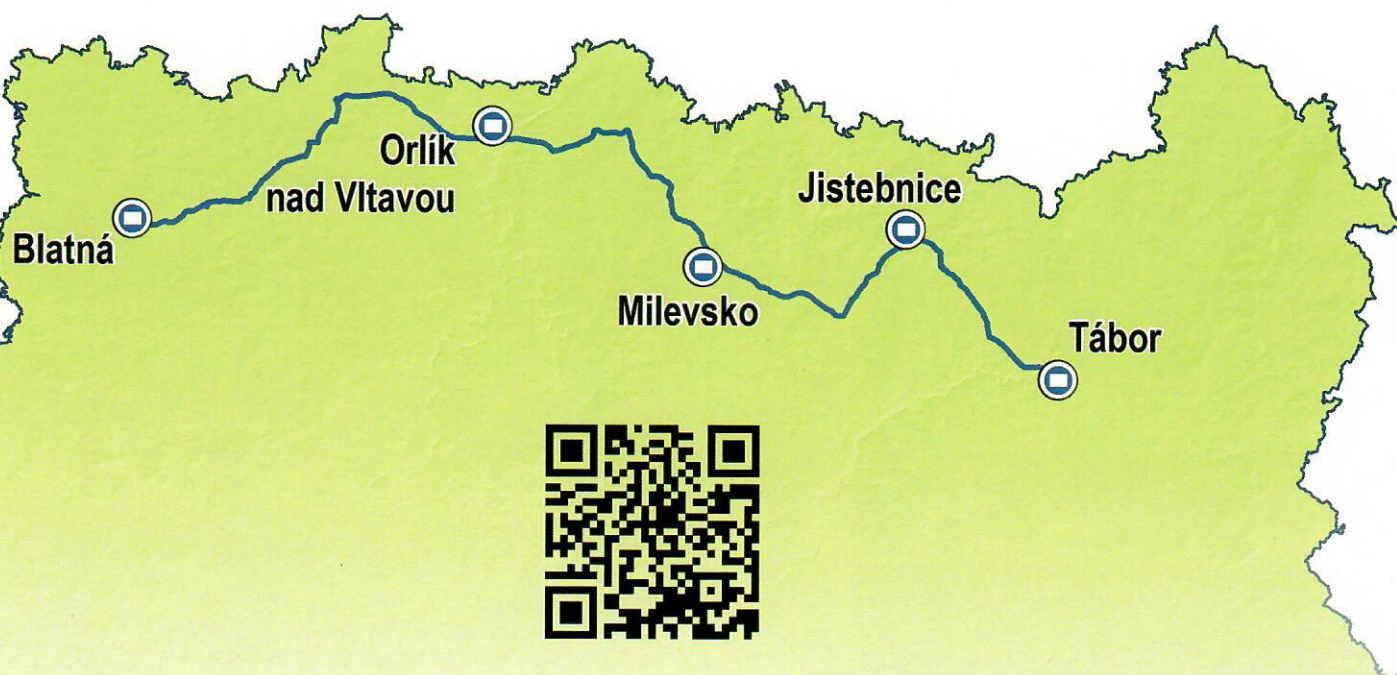 Orlík
nad Vltavou
Blatná
Jistebnice
Milevsko
Tábor